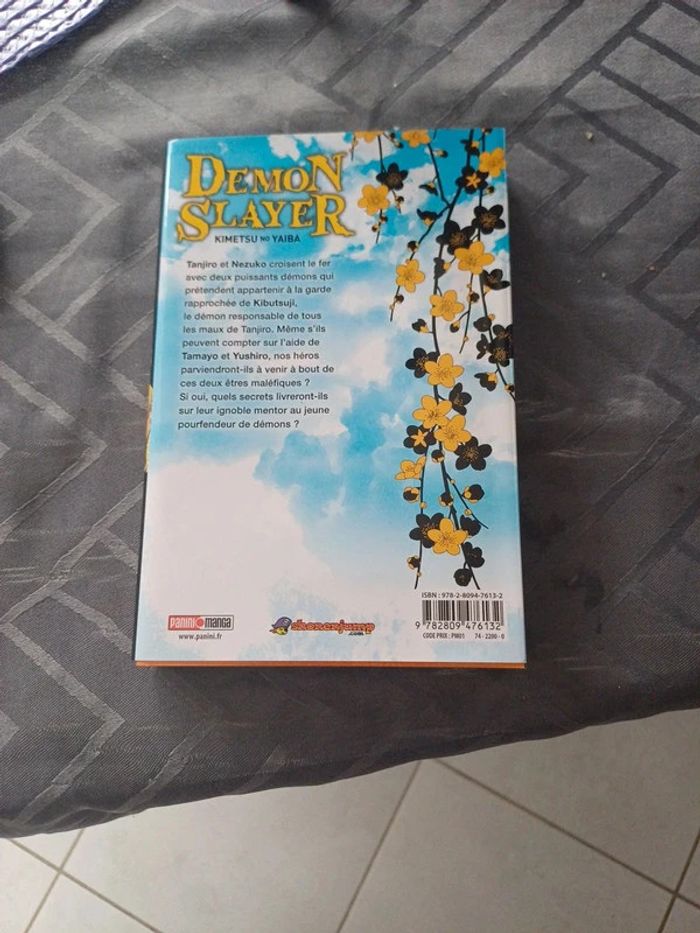 DEMON
SLAYER
KIMETSU NO YAIBA
Tanjiro et Nezuko croisent le fer
avec deux puissants démons qui
prétendent appartenir à la garde
rapprochée de Kibutsuji,
le démon responsable de tous
les maux de Tanjiro. Même s'ils
peuvent compter sur l'aide de
Tamayo et Yushiro, nos héros
parviendront-ils à venir à bout de
ces deux êtres maléfiques ?
Si oui, quels secrets livreront-ils
sur leur ignoble mentor au jeune
pourfendeur de démons ?
ISBN : 978-2-8094-7613-2
9 782809 476132
CODE PRIX : PM01 74 - 2200 - 0
PANINI MANGA
www.panini.fr
shonenjump
.com